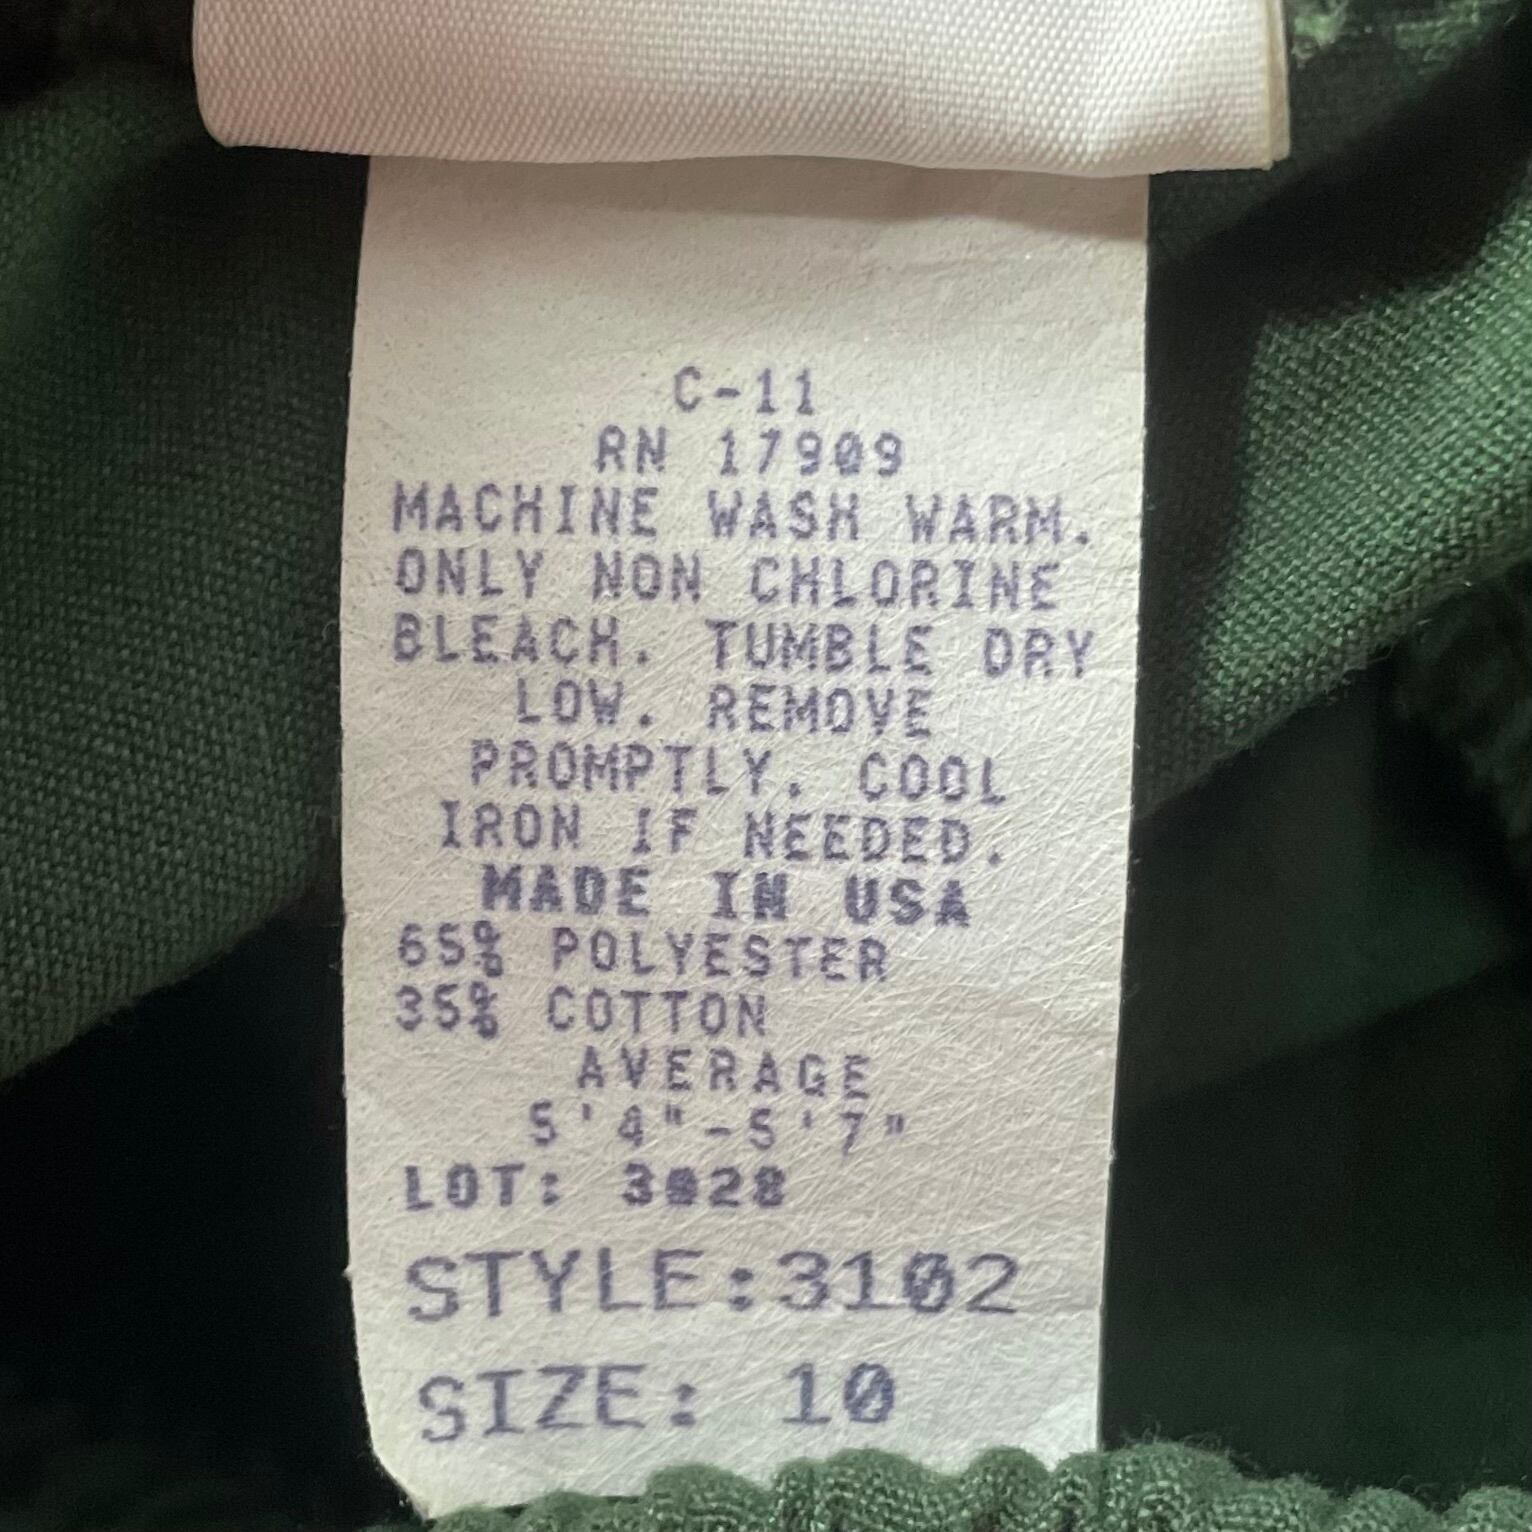 C-11
RN 17909
MACHINE WASH WARM.
ONLY NON CHLORINE
BLEACH. TUMBLE DRY
LOW. REMOVE
PROMPTLY. COOL
IRON IF NEEDED.
MADE IN USA
65% POLYESTER
35% COTTON
AVERAGE
5'4"-5'7"
LOT: 3028
STYLE:3102
SIZE: 10